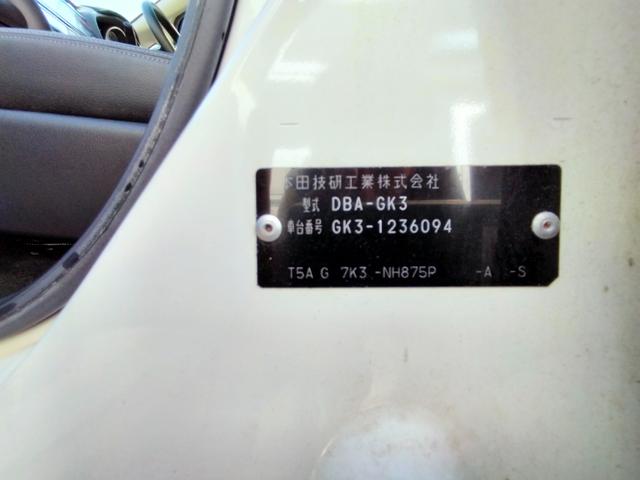 本田技研工業株式会社
型式 DBA-GK3
車台番号 GK3-1236094
T5A G 7K3 -NH875P -A -S